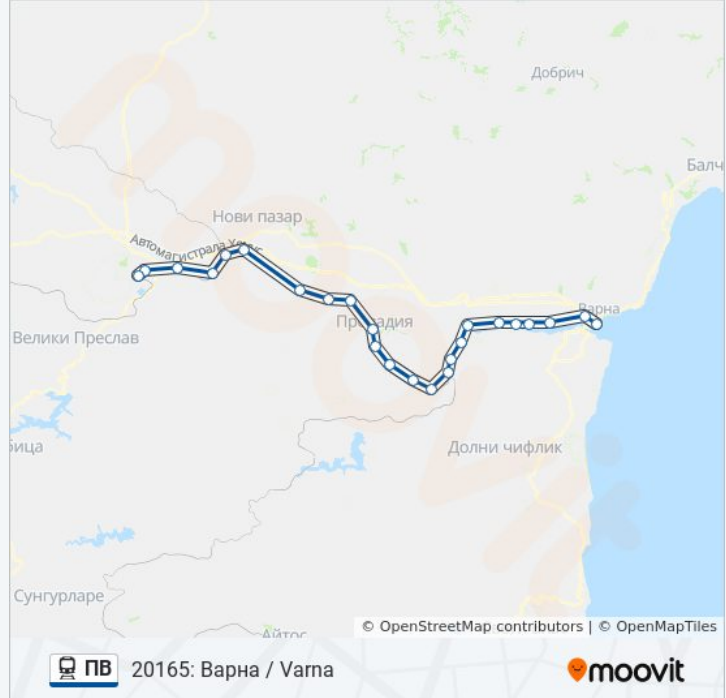 Добрич
Балч
Нови пазар
Автомагистрала Хемус
Варна
Провадия
Велики Преслав
бица
Долни чифлик
Сунгурларе
Айтос
© OpenStreetMap contributors | © OpenMapTiles
ПВ 20165: Варна / Varna
moovit